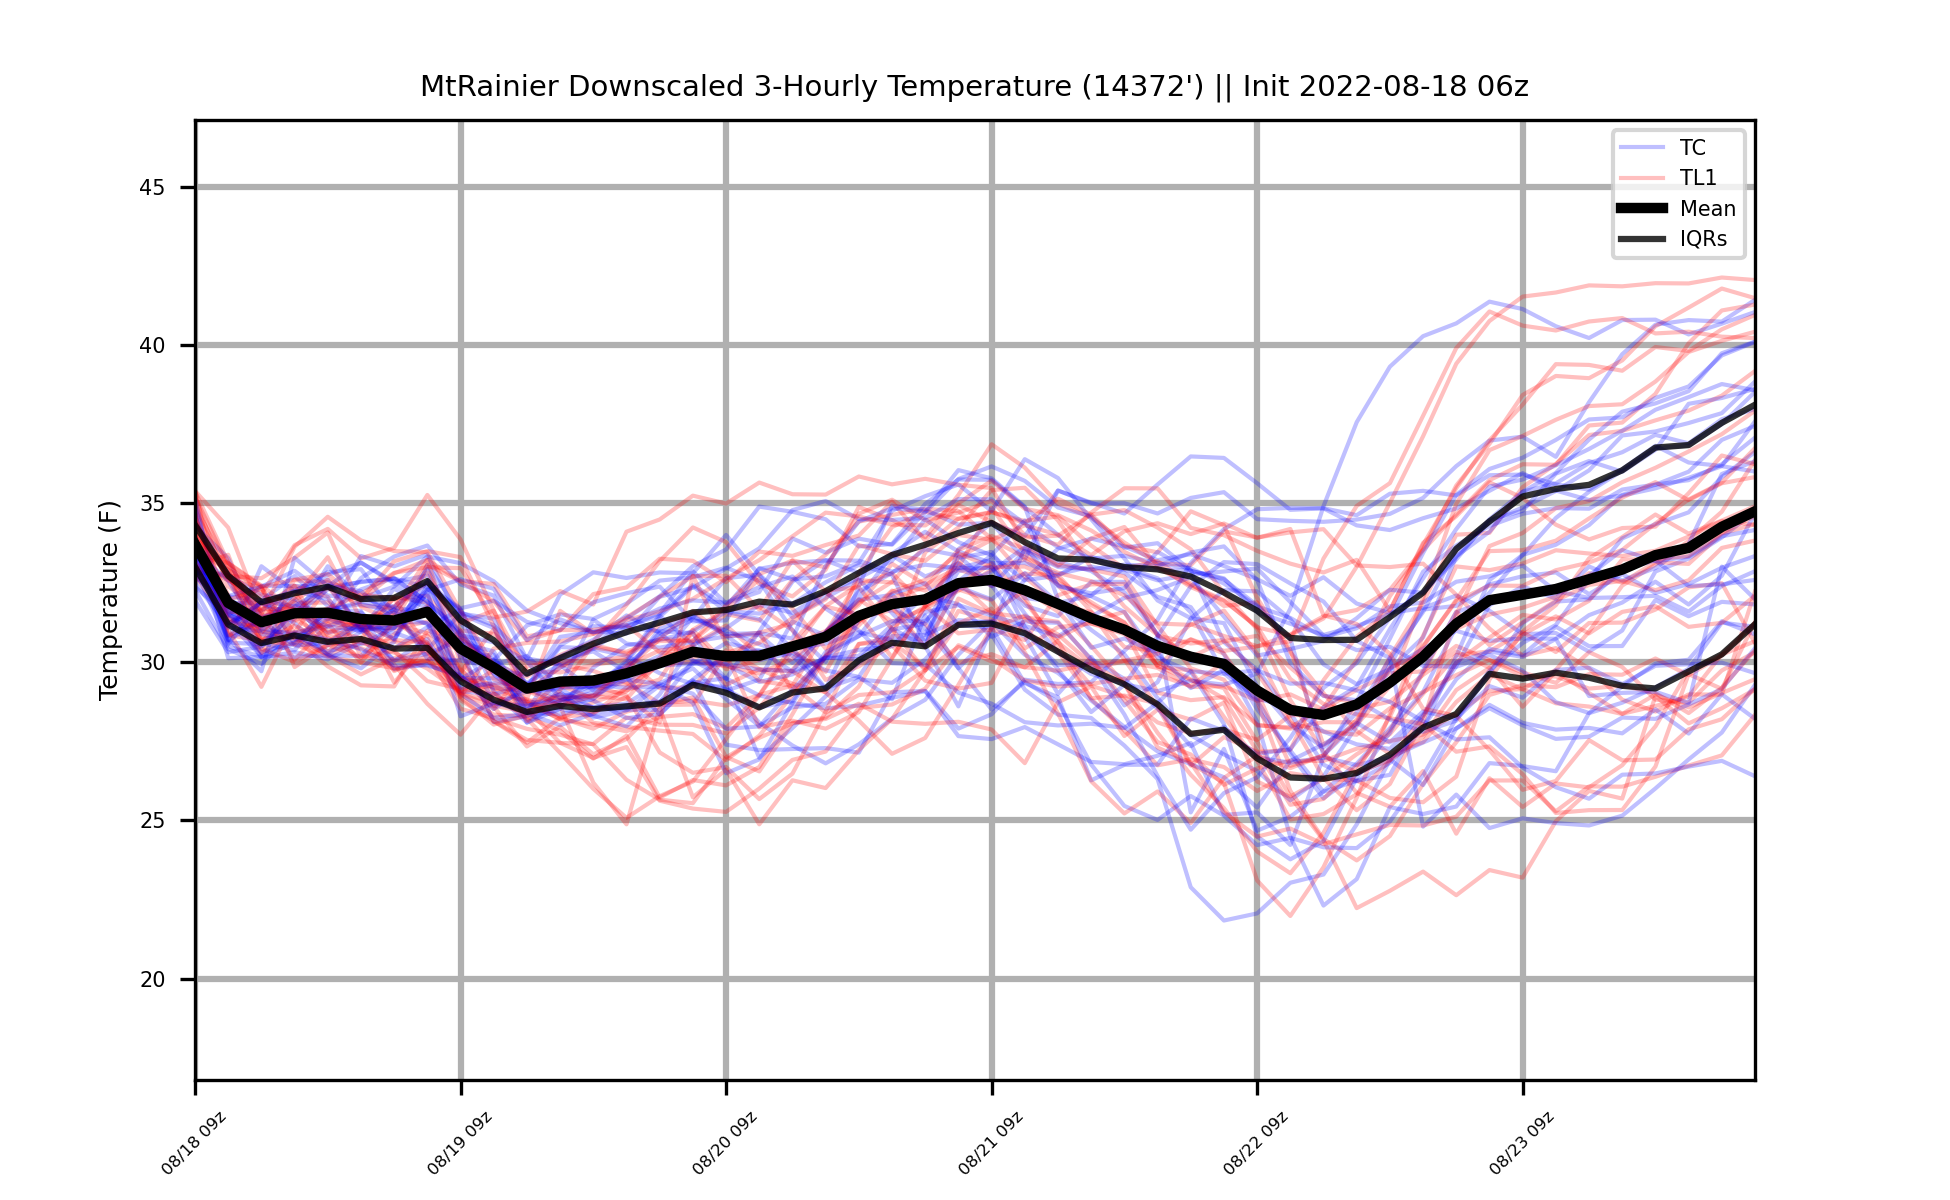 MtRainier Downscaled 3-Hourly Temperature (14372') || Init 2022-08-18 06z
TC
TL1
Mean
IQRs
Temperature (F)
45
40
35
30
25
20
08/18 09z
08/19 09z
08/20 09z
08/21 09z
08/22 09z
08/23 09z